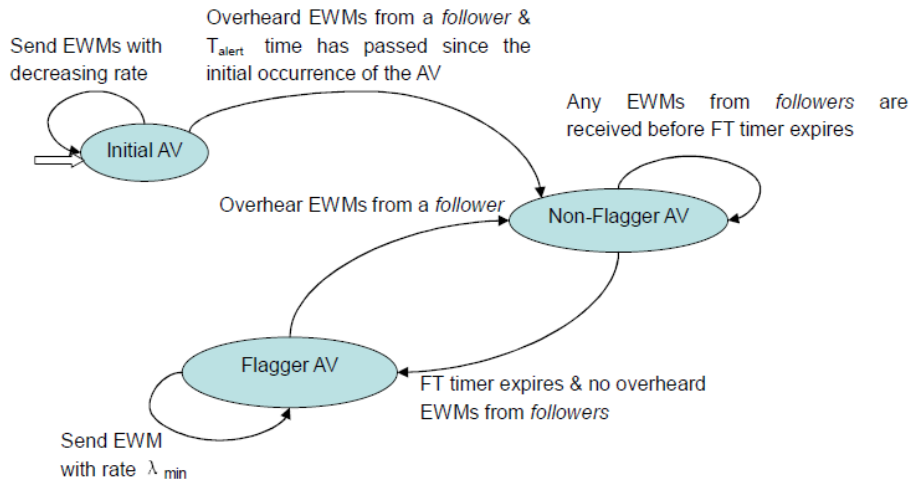 Overheard EWMs from a follower &
Talert time has passed since the
initial occurrence of the AV
Send EWMs with
decreasing rate
Initial AV
Any EWMs from followers are
received before FT timer expires
Overhear EWMs from a follower
Non-Flagger AV
Flagger AV
FT timer expires & no overheard
EWMs from followers
Send EWM
with rate λ min